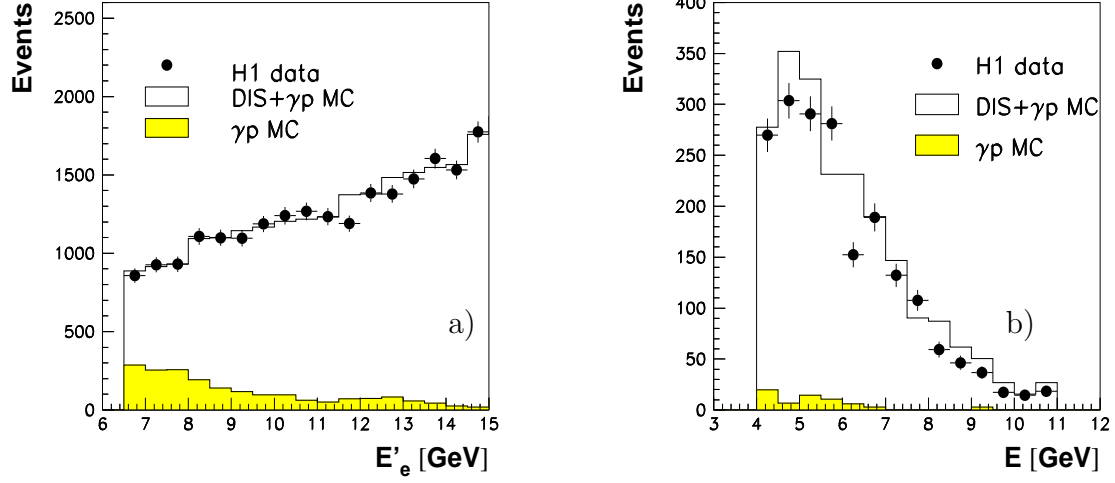 Events
2500
2000
1500
1000
500
0
H1 data
DIS+γp MC
γp MC
a)
6 7 8 9 10 11 12 13 14 15
E'e [GeV]
Events
400
350
300
250
200
150
100
50
0
H1 data
DIS+γp MC
γp MC
b)
3 4 5 6 7 8 9 10 11 12
E [GeV]